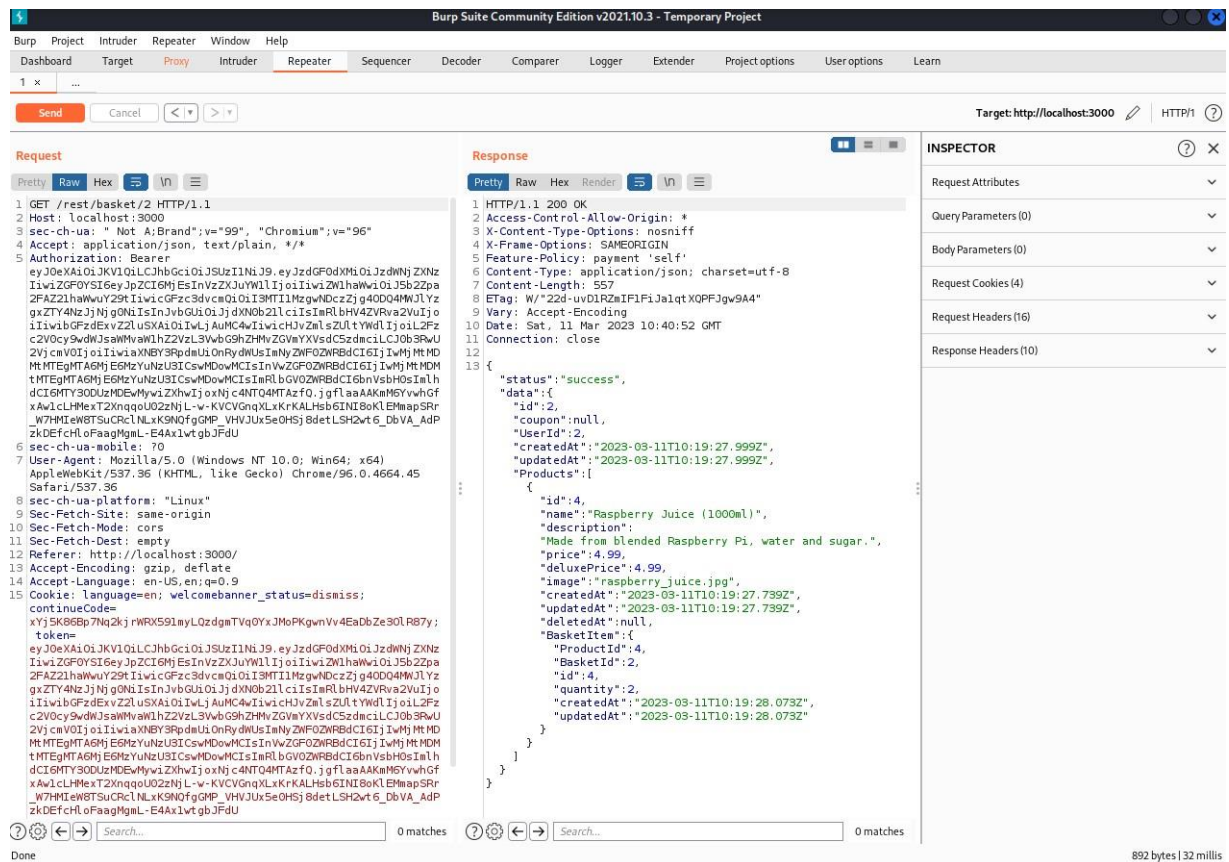 Burp Suite Community Edition v2021.10.3 - Temporary Project
Burp Project Intruder Repeater Window Help
Dashboard Target Proxy Intruder Repeater Sequencer Decoder Comparer Logger Extender Project options User options Learn
1 × ...
Send Cancel < > Target: http://localhost:3000 HTTP/1 ?
Request
Pretty Raw Hex \n
1 GET /rest/basket/2 HTTP/1.1
2 Host: localhost:3000
3 sec-ch-ua: " Not A;Brand";v="99", "Chromium";v="96"
4 Accept: application/json, text/plain, */*
5 Authorization: Bearer
eyJ0eXAiOiJKV1QiLCJhbGciOiJSUzI1NiJ9.eyJzdGF0dXMiOiJzdWNjZXNz
6 sec-ch-ua-mobile: ?0
7 User-Agent: Mozilla/5.0 (Windows NT 10.0; Win64; x64)
AppleWebKit/537.36 (KHTML, like Gecko) Chrome/96.0.4664.45
Safari/537.36
8 sec-ch-ua-platform: "Linux"
9 Sec-Fetch-Site: same-origin
10 Sec-Fetch-Mode: cors
11 Sec-Fetch-Dest: empty
12 Referer: http://localhost:3000/
13 Accept-Encoding: gzip, deflate
14 Accept-Language: en-US,en;q=0.9
15 Cookie: language=en; welcomebanner_status=dismiss;
continueCode=
token=
eyJ0eXAiOiJKV1QiLCJhbGciOiJSUzI1NiJ9.eyJzdGF0dXMiOiJzdWNjZXNz
Search... 0 matches
Response
Pretty Raw Hex Render \n
1 HTTP/1.1 200 OK
2 Access-Control-Allow-Origin: *
3 X-Content-Type-Options: nosniff
4 X-Frame-Options: SAMEORIGIN
5 Feature-Policy: payment 'self'
6 Content-Type: application/json; charset=utf-8
7 Content-Length: 557
8 ETag:
9 Vary: Accept-Encoding
10 Date: Sat, 11 Mar 2023 10:40:52 GMT
11 Connection: close
12
13 {
"status":"success",
"data":{
"id":2,
"coupon":null,
"UserId":2,
"createdAt":"2023-03-11T10:19:27.999Z",
"updatedAt":"2023-03-11T10:19:27.999Z",
"Products":[
{
"id":4,
"name":"Raspberry Juice (1000ml)",
"description":
"Made from blended Raspberry Pi, water and sugar.",
"price":4.99,
"deluxePrice":4.99,
"image":"raspberry_juice.jpg",
"createdAt":"2023-03-11T10:19:27.739Z",
"updatedAt":"2023-03-11T10:19:27.739Z",
"deletedAt":null,
"BasketItem":{
"ProductId":4,
"BasketId":2,
"id":4,
"quantity":2,
"createdAt":"2023-03-11T10:19:28.073Z",
"updatedAt":"2023-03-11T10:19:28.073Z"
}
}
]
}
}
Search... 0 matches
INSPECTOR
Request Attributes
Query Parameters (0)
Body Parameters (0)
Request Cookies (4)
Request Headers (16)
Response Headers (10)
Done
892 bytes | 32 millis